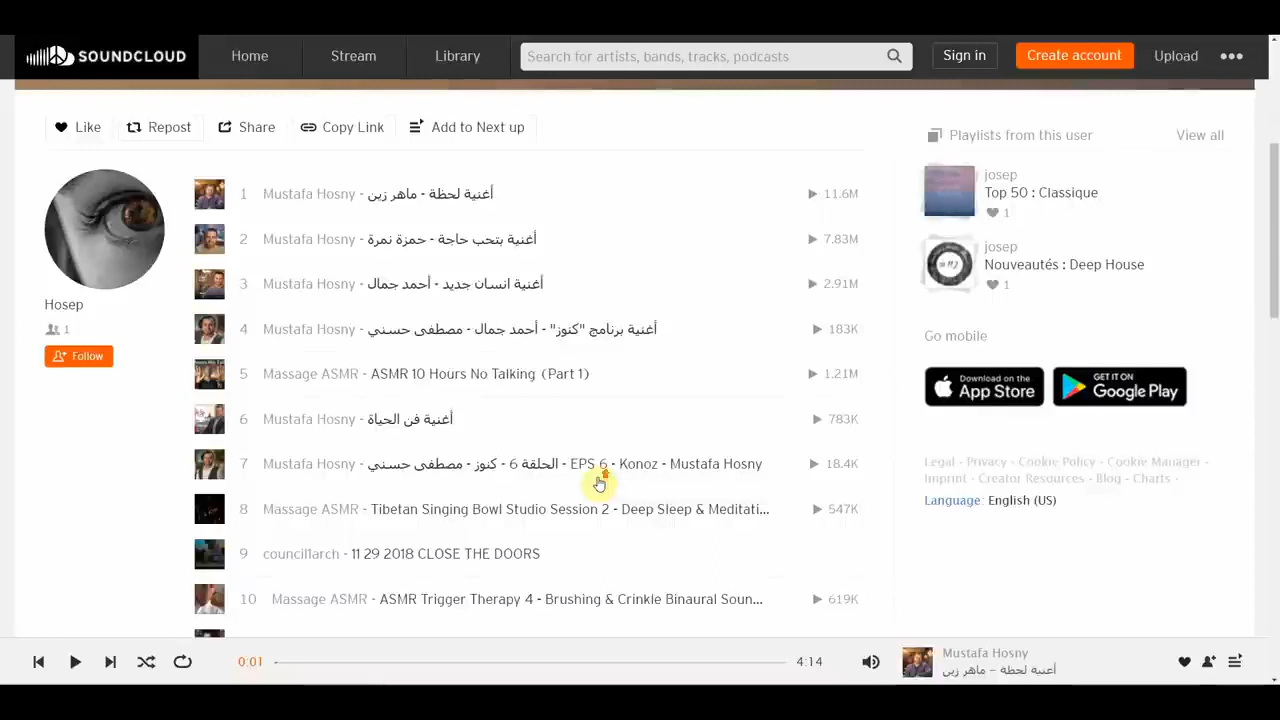 SOUNDCLOUD
Home
Stream
Library
Search for artists, bands, tracks, podcasts
Sign in
Create account
Upload
Like
Repost
Share
Copy Link
Add to Next up
Hosep
1
Follow
1 Mustafa Hosny - أغنية لحظة - ماهر زين 11.6M
2 Mustafa Hosny - أغنية بتحب حاجة - حمزة نمرة 7.83M
3 Mustafa Hosny - أغنية انسان جديد - أحمد جمال 2.91M
4 Mustafa Hosny - أغنية برنامج "كنوز" - أحمد جمال - مصطفى حسني 183K
5 Massage ASMR - ASMR 10 Hours No Talking (Part 1) 1.21M
6 Mustafa Hosny - أغنية فن الحياة 783K
7 Mustafa Hosny - الحلقة 6 - كنوز - مصطفى حسني - EPS 6 - Konoz - Mustafa Hosny 18.4K
8 Massage ASMR - Tibetan Singing Bowl Studio Session 2 - Deep Sleep & Meditati... 547K
9 councillarch - 11 29 2018 CLOSE THE DOORS
10 Massage ASMR - ASMR Trigger Therapy 4 - Brushing & Crinkle Binaural Soun... 619K
Playlists from this user
View all
josep
Top 50 : Classique
1
josep
Nouveautés : Deep House
1
Go mobile
Download on the
App Store
GET IT ON
Google Play
Legal - Privacy - Cookie Policy - Cookie Manager -
Imprint - Creator Resources - Blog - Charts -
Language: English (US)
0:01
4:14
Mustafa Hosny
أغنية لحظة - ماهر زين